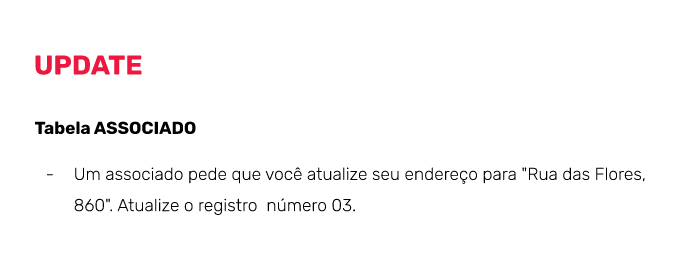 UPDATE
Tabela ASSOCIADO
- Um associado pede que você atualize seu endereço para "Rua das Flores,
860". Atualize o registro  número 03.